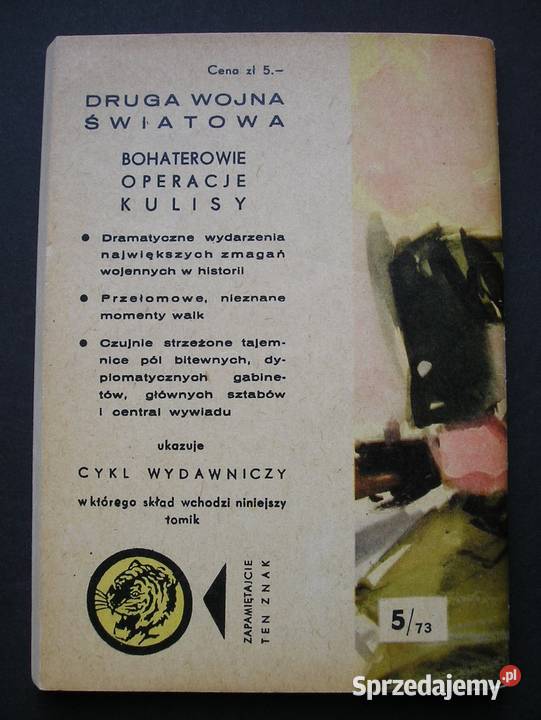 Cena zł 5.–
DRUGA WOJNA
ŚWIATOWA
BOHATEROWIE
OPERACJE
KULISY
● Dramatyczne wydarzenia
największych zmagań
wojennych w historii
● Przełomowe, nieznane
momenty walk
● Czujnie strzeżone tajem-
nice pól bitewnych, dy-
plomatycznych gabine-
tów, głównych sztabów
i central wywiadu
ukazuje
CYKL WYDAWNICZY
w którego skład wchodzi niniejszy
tomik
ZAPAMIĘTAJCIE
TEN ZNAK
5/73
Sprzedajemy.pl